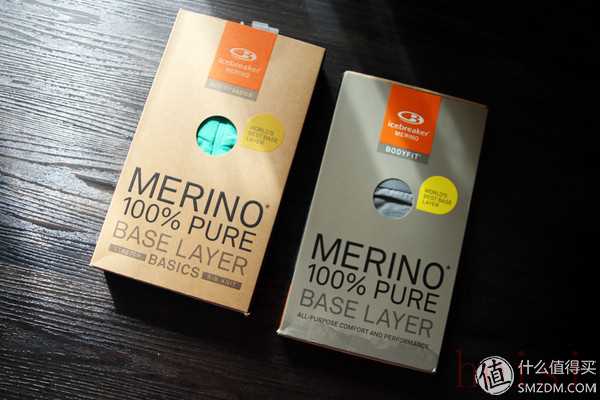 icebreaker®
MERINO
WORLD'S
BEST BASE
LAYER
MERINO*
100% PURE
BASE LAYER
BASICS
icebreaker®
MERINO
BODYFIT™
WORLD'S
BEST BASE
LAYER
MERINO*
100% PURE
BASE LAYER
ALL-PURPOSE COMFORT AND PERFORMANCE
值 什么值得买
SMZDM.COM